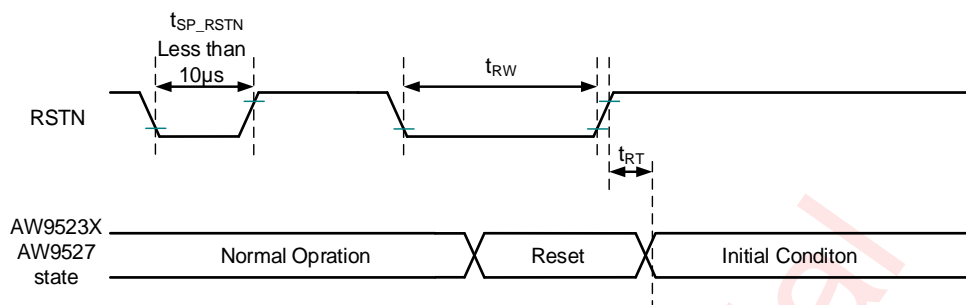 tSP_RSTN
Less than
10µs
tRW
RSTN
tRT
AW9523X
AW9527
state
Normal Opration
Reset
Initial Conditon